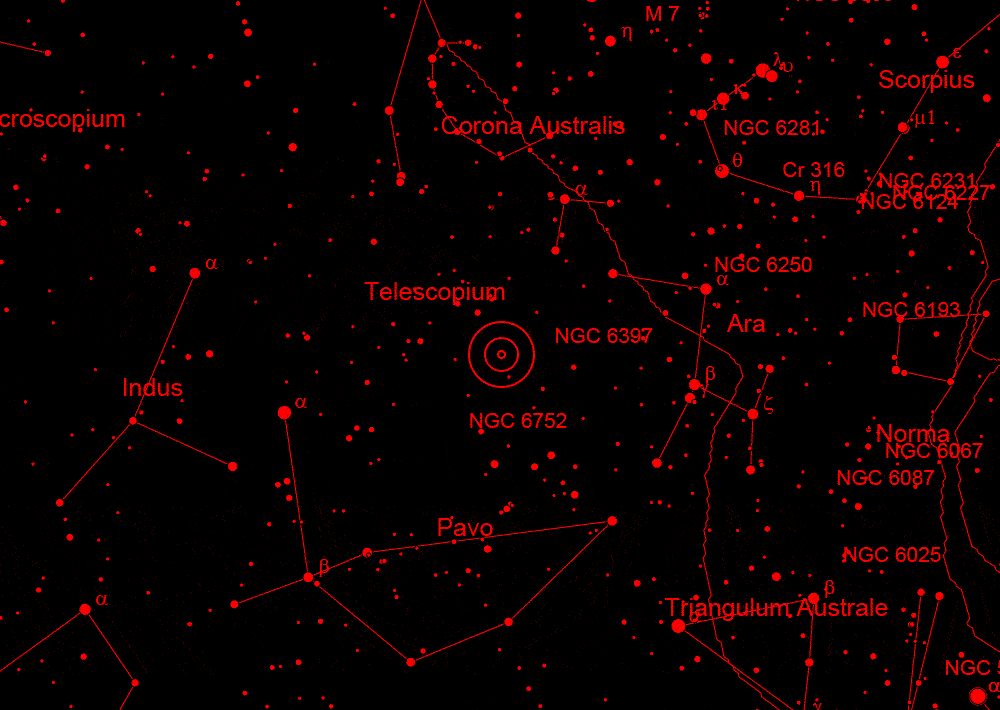 M 7
η
ε
λ
υ
Scorpius
κ
ι1
μ1
croscopium
Corona Australis
NGC 6281
θ
Cr 316
η
NGC 6231
NGC 6227
NGC 6124
α
α
NGC 6250
α
Telescopium
NGC 6193
Ara
NGC 6397
β
Indus
α
ζ
NGC 6752
Norma
NGC 6067
NGC 6087
Pavo
NGC 6025
β
β
α
Triangulum Australe
α
NGC 5
α
γ